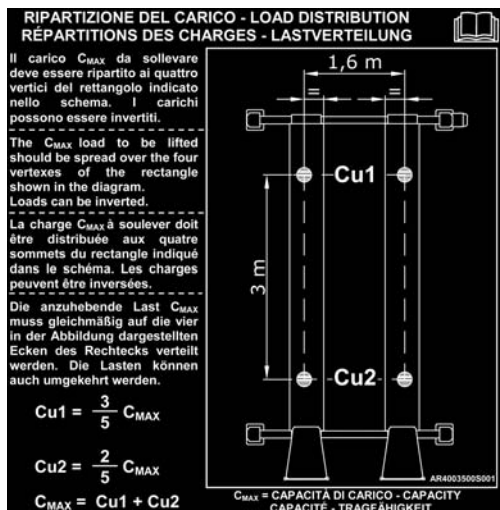 RIPARTIZIONE DEL CARICO - LOAD DISTRIBUTION
RÉPARTITIONS DES CHARGES - LASTVERTEILUNG
Il carico CMAX da sollevare
deve essere ripartito ai quattro
vertici del rettangolo indicato
nello schema. I carichi
possono essere invertiti.
The CMAX load to be lifted
should be spread over the four
vertexes of the rectangle
shown in the diagram.
Loads can be inverted.
La charge CMAX à soulever doit
être distribuée aux quatre
sommets du rectangle indiqué
dans le schéma. Les charges
peuvent être inversées.
Die anzuhebende Last CMAX
muss gleichmäßig auf die vier
in der Abbildung dargestellten
Ecken des Rechtecks verteilt
werden. Die Lasten können
auch umgekehrt werden.
Cu1 = 3/5 CMAX
Cu2 = 2/5 CMAX
CMAX = Cu1 + Cu2
1,6 m
= =
Cu1
3 m
Cu2
AR4003500S001
CMAX = CAPACITÀ DI CARICO - CAPACITY
CAPACITÉ - TRAGFÄHIGKEIT